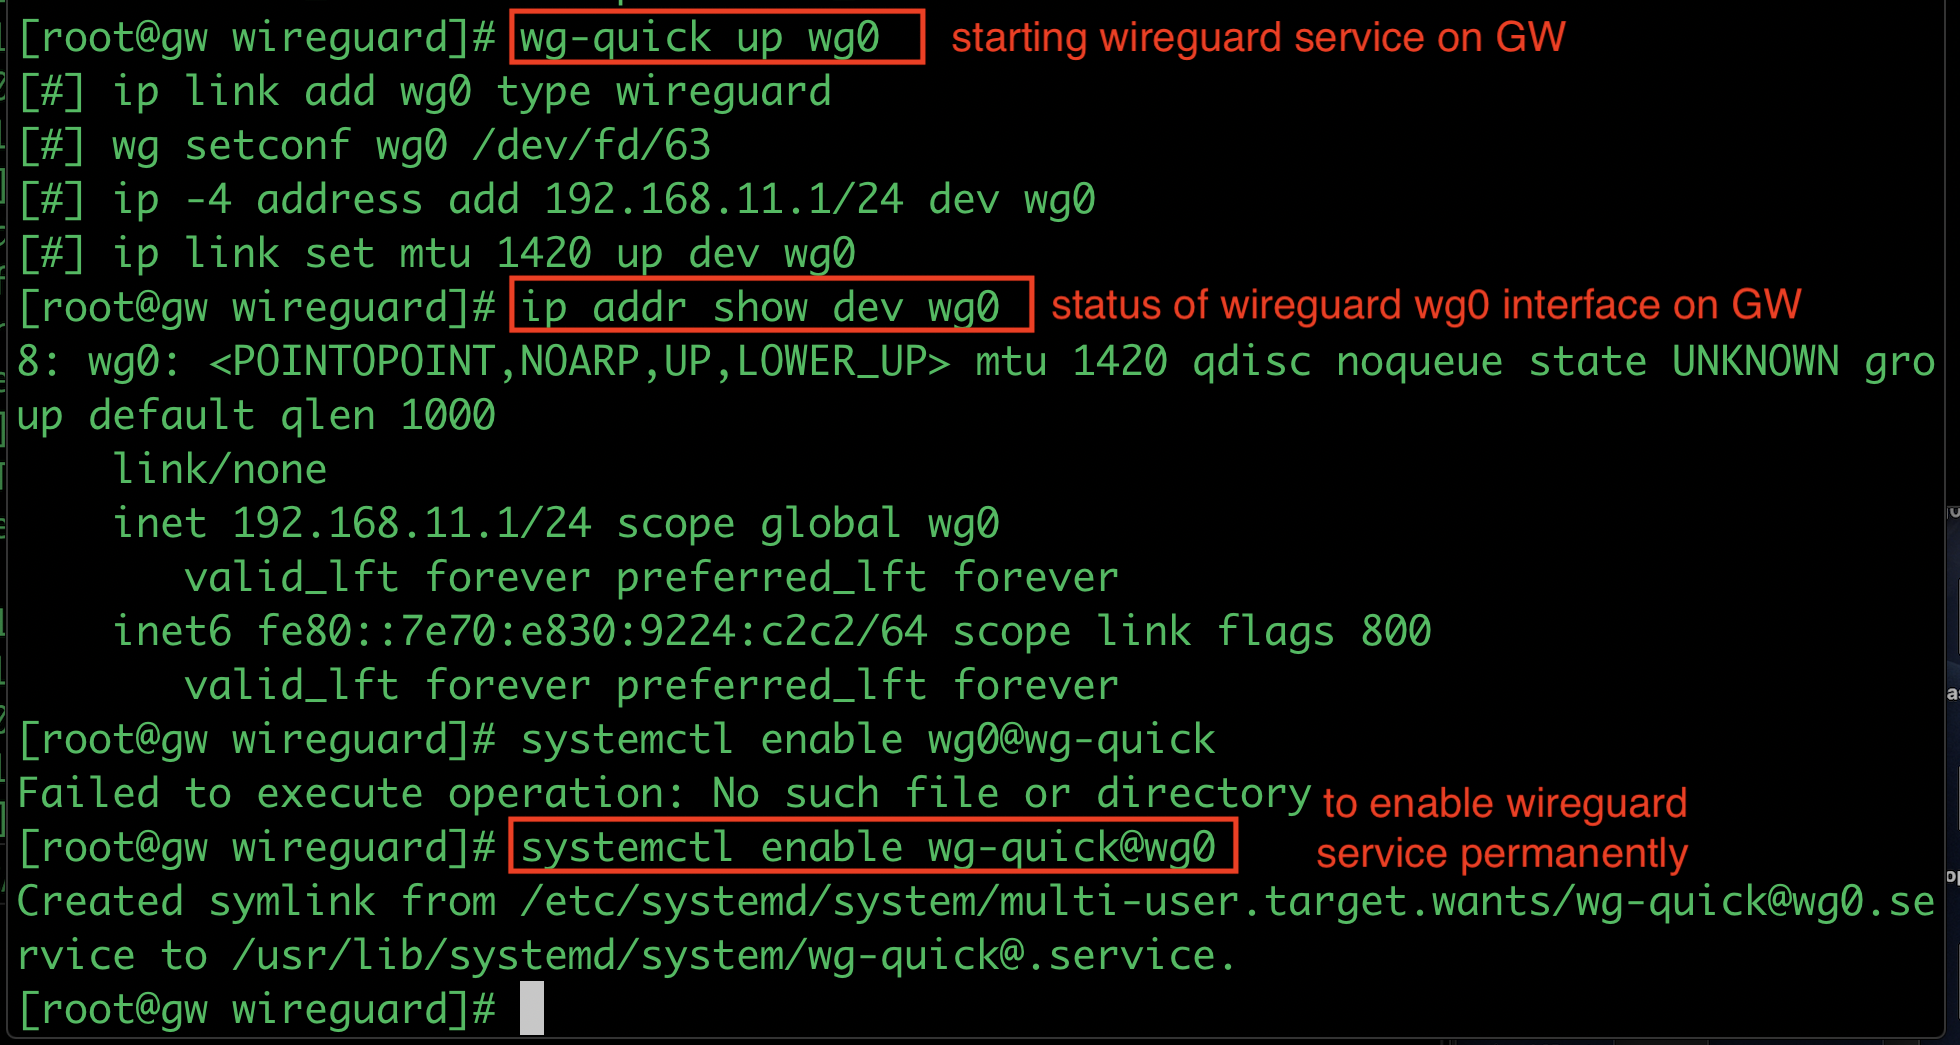 [root@gw wireguard]# wg-quick up wg0 starting wireguard service on GW
[#] ip link add wg0 type wireguard
[#] wg setconf wg0 /dev/fd/63
[#] ip -4 address add 192.168.11.1/24 dev wg0
[#] ip link set mtu 1420 up dev wg0
[root@gw wireguard]# ip addr show dev wg0 status of wireguard wg0 interface on GW
8: wg0: <POINTOPOINT,NOARP,UP,LOWER_UP> mtu 1420 qdisc noqueue state UNKNOWN gro
up default qlen 1000
    link/none
    inet 192.168.11.1/24 scope global wg0
       valid_lft forever preferred_lft forever
    inet6 fe80::7e70:e830:9224:c2c2/64 scope link flags 800
       valid_lft forever preferred_lft forever
[root@gw wireguard]# systemctl enable wg0@wg-quick
Failed to execute operation: No such file or directory
to enable wireguard
[root@gw wireguard]# systemctl enable wg-quick@wg0
service permanently
Created symlink from /etc/systemd/system/multi-user.target.wants/wg-quick@wg0.se
rvice to /usr/lib/systemd/system/wg-quick@.service.
[root@gw wireguard]#